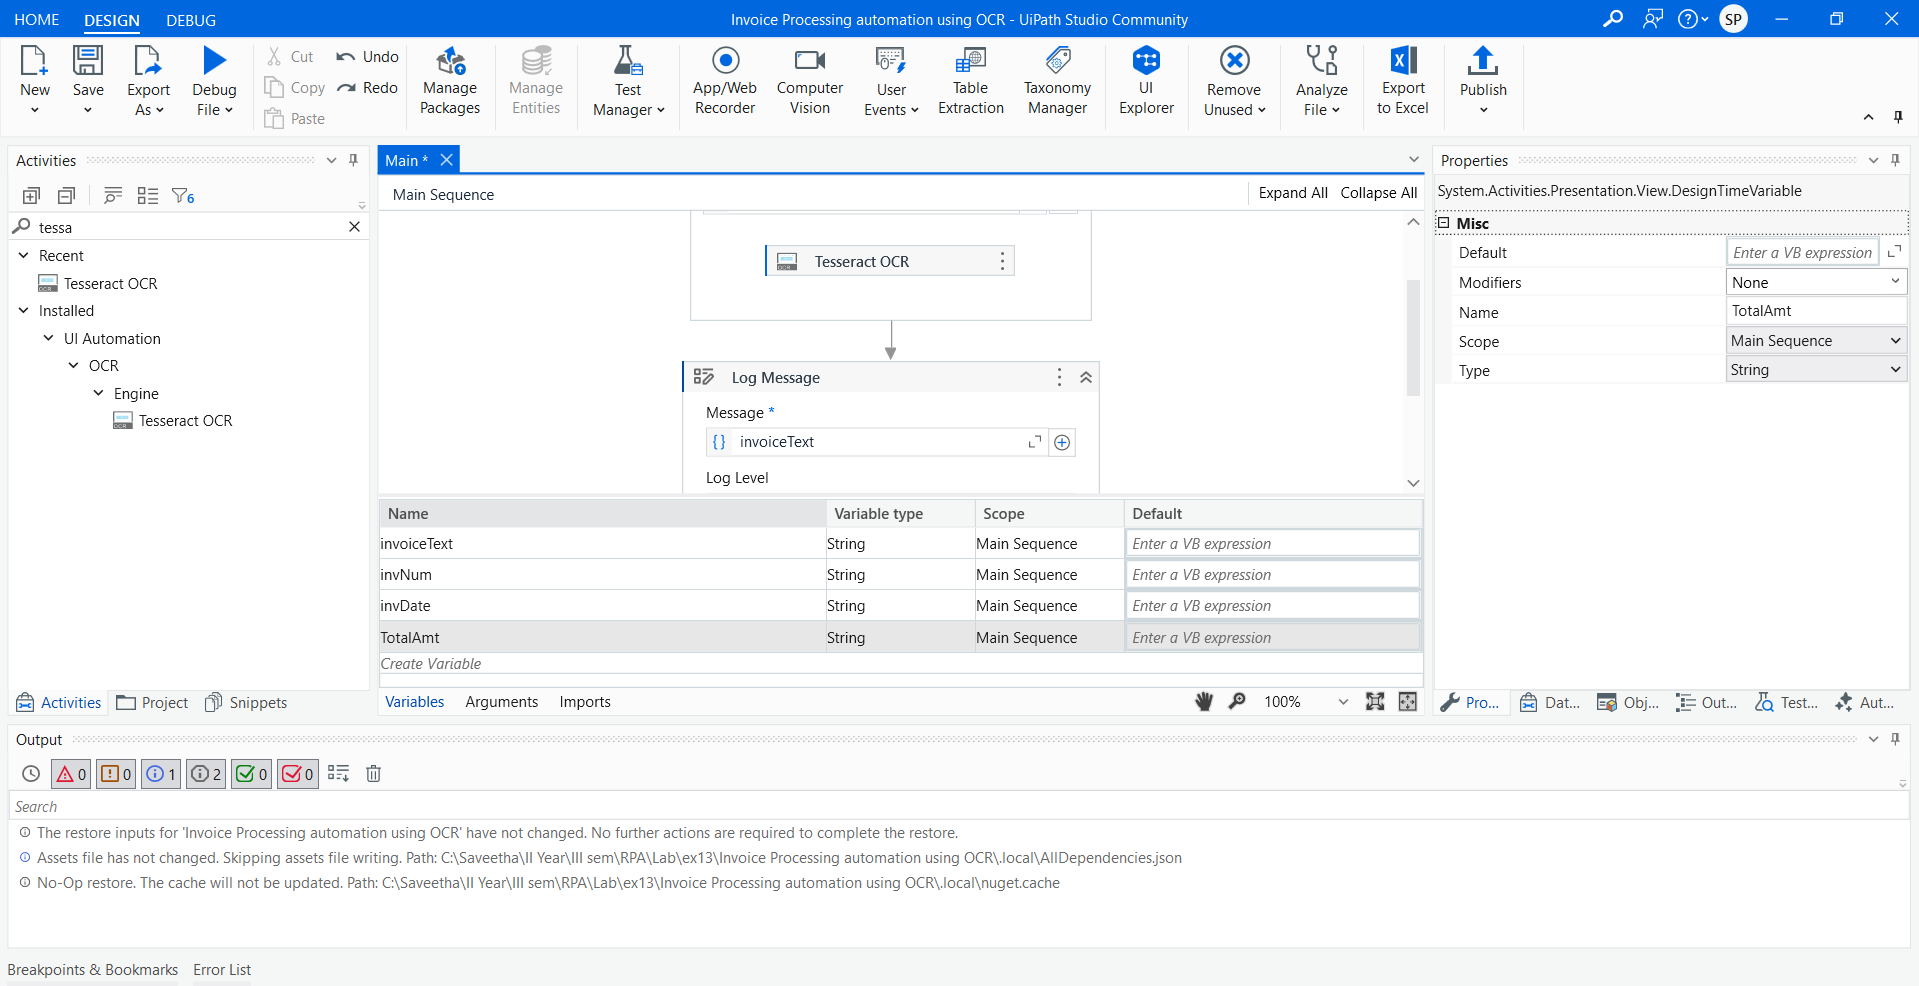 HOME DESIGN DEBUG
Invoice Processing automation using OCR - UiPath Studio Community
SP
New
Save
Export As
Debug File
Cut
Copy
Paste
Undo
Redo
Manage Packages
Manage Entities
Test Manager
App/Web Recorder
Computer Vision
User Events
Table Extraction
Taxonomy Manager
UI Explorer
Remove Unused
Analyze File
Export to Excel
Publish
Activities
6
tessa
Recent
Tesseract OCR
Installed
UI Automation
OCR
Engine
Tesseract OCR
Activities Project Snippets
Main *
Main Sequence
Expand All Collapse All
Tesseract OCR
Log Message
Message *
{} invoiceText
Log Level
Name Variable type Scope Default
invoiceText String Main Sequence Enter a VB expression
invNum String Main Sequence Enter a VB expression
invDate String Main Sequence Enter a VB expression
TotalAmt String Main Sequence Enter a VB expression
Create Variable
Variables Arguments Imports 100%
Properties
System.Activities.Presentation.View.DesignTimeVariable
Misc
Default Enter a VB expression
Modifiers None
Name TotalAmt
Scope Main Sequence
Type String
Pro... Dat... Obj... Out... Test... Aut...
Output
0 0 1 2 0 0
Search
The restore inputs for 'Invoice Processing automation using OCR' have not changed. No further actions are required to complete the restore.
Assets file has not changed. Skipping assets file writing. Path: C:\Saveetha\II Year\III sem\RPA\Lab\ex13\Invoice Processing automation using OCR\.local\AllDependencies.json
No-Op restore. The cache will not be updated. Path: C:\Saveetha\II Year\III sem\RPA\Lab\ex13\Invoice Processing automation using OCR\.local\nuget.cache
Breakpoints & Bookmarks Error List